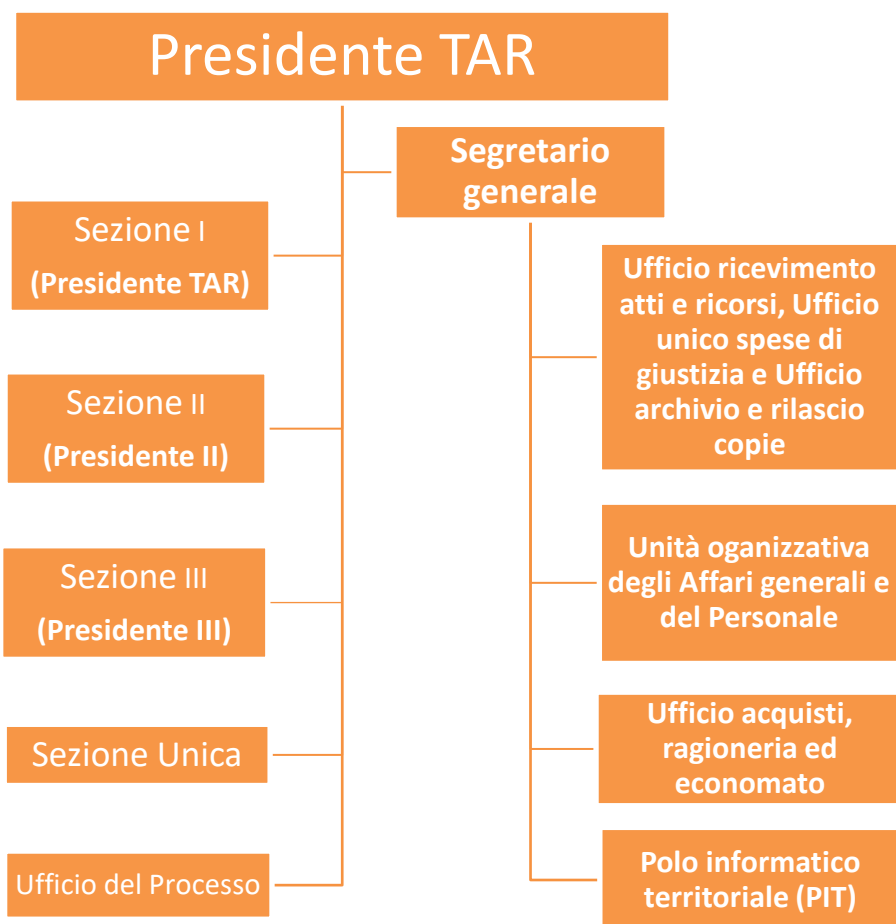 Presidente TAR
Segretario
generale
Sezione I
(Presidente TAR)
Sezione II
(Presidente II)
Sezione III
(Presidente III)
Sezione Unica
Ufficio del Processo
Ufficio ricevimento
atti e ricorsi, Ufficio
unico spese di
giustizia e Ufficio
archivio e rilascio
copie
Unità oganizzativa
degli Affari generali e
del Personale
Ufficio acquisti,
ragioneria ed
economato
Polo informatico
territoriale (PIT)